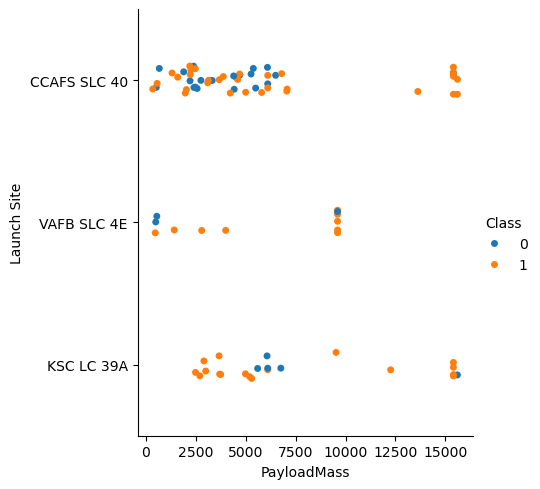 Launch Site
CCAFS SLC 40
VAFB SLC 4E
KSC LC 39A
0 2500 5000 7500 10000 12500 15000
PayloadMass
Class
0
1